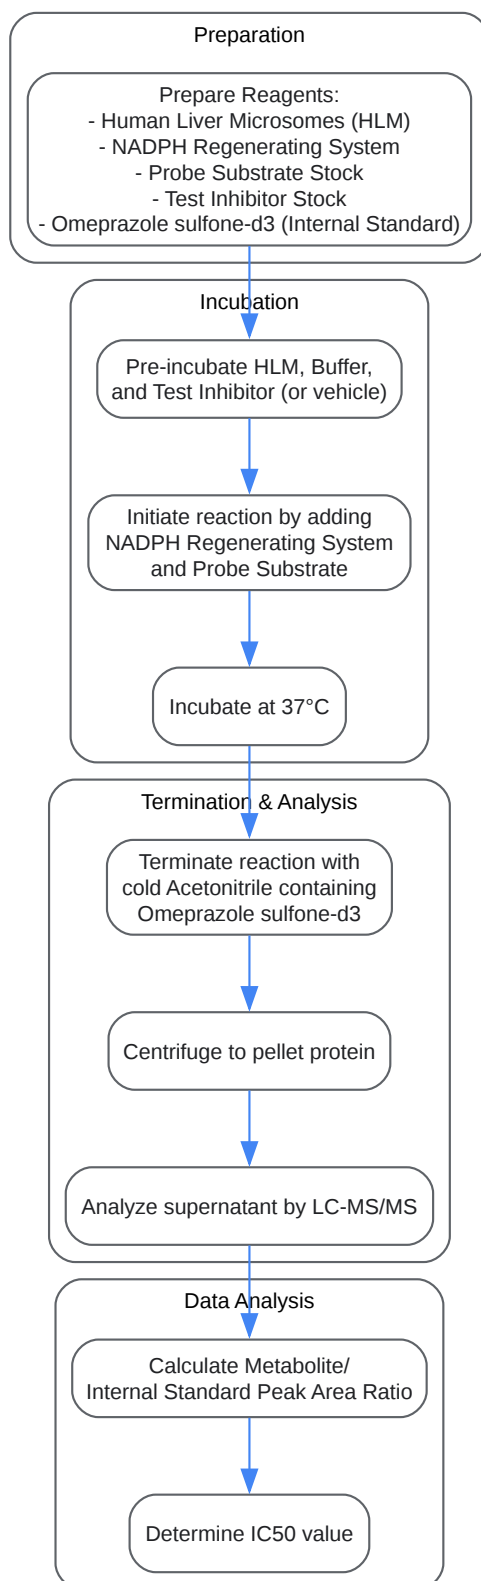 Preparation
Prepare Reagents:
- Human Liver Microsomes (HLM)
- NADPH Regenerating System
- Probe Substrate Stock
- Test Inhibitor Stock
- Omeprazole sulfone-d3 (Internal Standard)
Incubation
Pre-incubate HLM, Buffer,
and Test Inhibitor (or vehicle)
Initiate reaction by adding
NADPH Regenerating System
and Probe Substrate
Incubate at 37°C
Termination & Analysis
Terminate reaction with
cold Acetonitrile containing
Omeprazole sulfone-d3
Centrifuge to pellet protein
Analyze supernatant by LC-MS/MS
Data Analysis
Calculate Metabolite/
Internal Standard Peak Area Ratio
Determine IC50 value